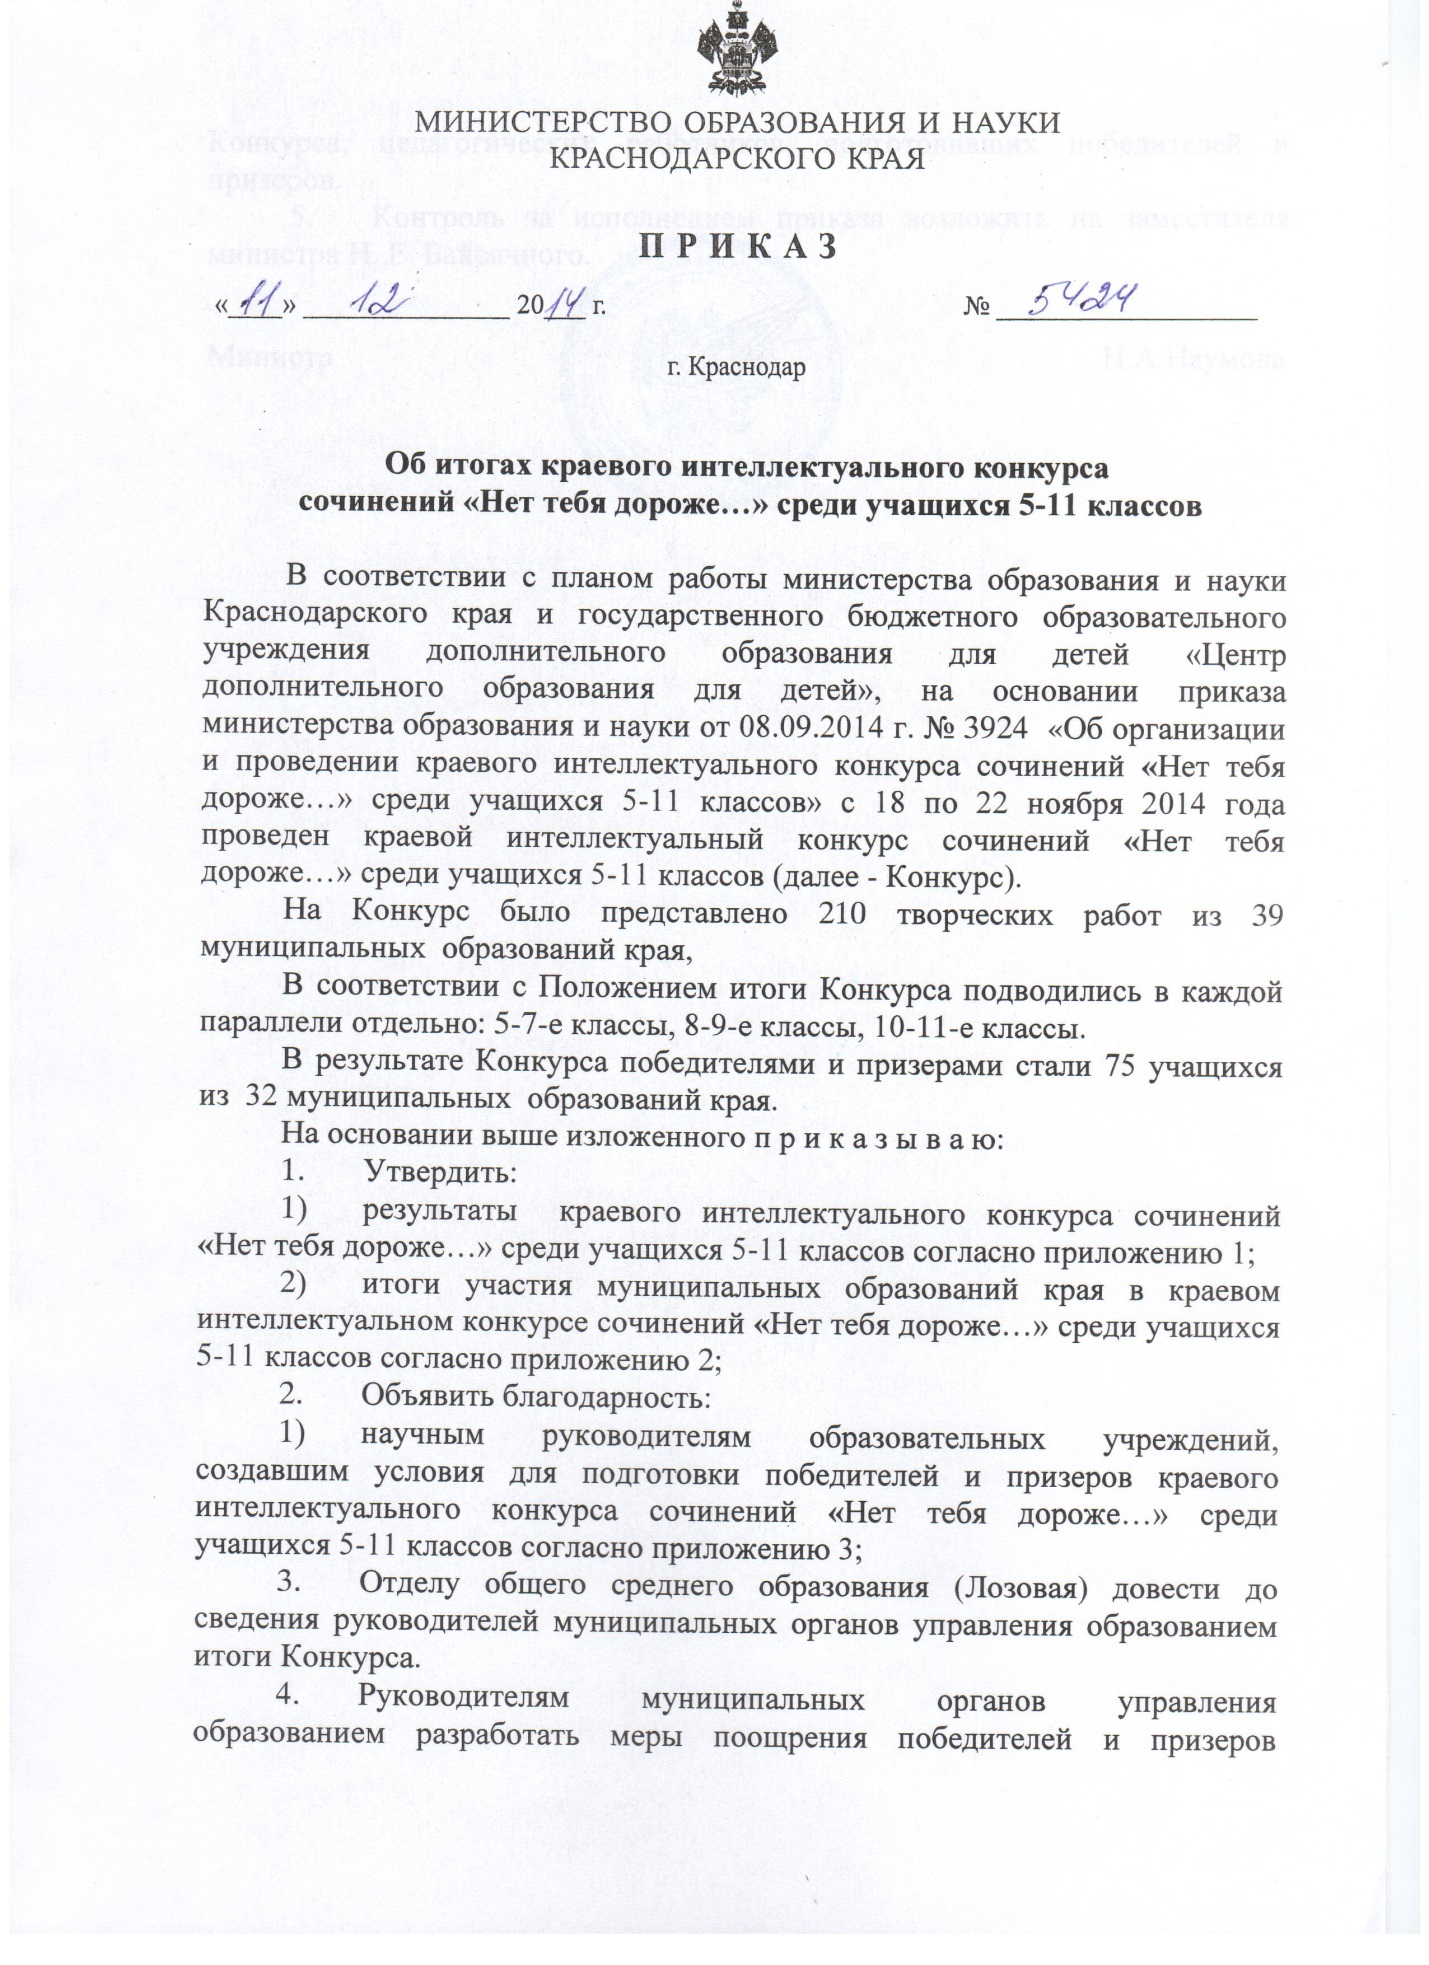 МИНИСТЕРСТВО ОБРАЗОВАНИЯ И НАУКИ
КРАСНОДАРСКОГО КРАЯ
П Р И К А З
«11» 12 2014 г. № 5424
г. Краснодар
Об итогах краевого интеллектуального конкурса
сочинений «Нет тебя дороже…» среди учащихся 5-11 классов
В соответствии с планом работы министерства образования и науки
Краснодарского края и государственного бюджетного образовательного
учреждения дополнительного образования для детей «Центр
дополнительного образования для детей», на основании приказа
министерства образования и науки от 08.09.2014 г. № 3924 «Об организации
и проведении краевого интеллектуального конкурса сочинений «Нет тебя
дороже…» среди учащихся 5-11 классов» с 18 по 22 ноября 2014 года
проведен краевой интеллектуальный конкурс сочинений «Нет тебя
дороже…» среди учащихся 5-11 классов (далее - Конкурс).
На Конкурс было представлено 210 творческих работ из 39
муниципальных образований края,
В соответствии с Положением итоги Конкурса подводились в каждой
параллели отдельно: 5-7-е классы, 8-9-е классы, 10-11-е классы.
В результате Конкурса победителями и призерами стали 75 учащихся
из 32 муниципальных образований края.
На основании выше изложенного п р и к а з ы в а ю:
1. Утвердить:
1) результаты краевого интеллектуального конкурса сочинений
«Нет тебя дороже…» среди учащихся 5-11 классов согласно приложению 1;
2) итоги участия муниципальных образований края в краевом
интеллектуальном конкурсе сочинений «Нет тебя дороже…» среди учащихся
5-11 классов согласно приложению 2;
2. Объявить благодарность:
1) научным руководителям образовательных учреждений,
создавшим условия для подготовки победителей и призеров краевого
интеллектуального конкурса сочинений «Нет тебя дороже…» среди
учащихся 5-11 классов согласно приложению 3;
3. Отделу общего среднего образования (Лозовая) довести до
сведения руководителей муниципальных органов управления образованием
итоги Конкурса.
4. Руководителям муниципальных органов управления
образованием разработать меры поощрения победителей и призеров